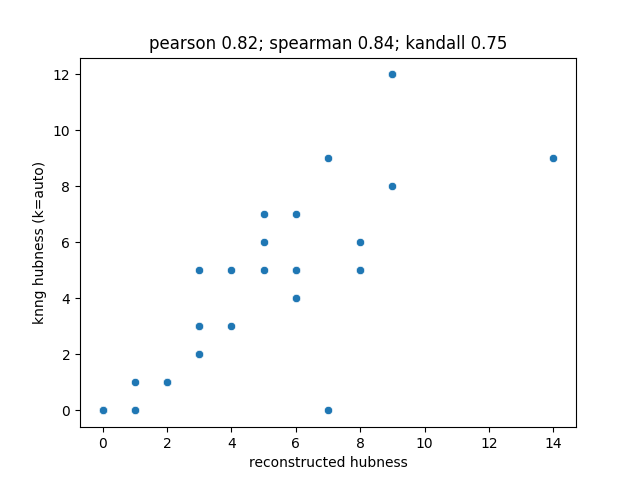 pearson 0.82; spearman 0.84; kandall 0.75
12
10
8
6
4
2
0
knng hubness (k=auto)
0 2 4 6 8 10 12 14
reconstructed hubness